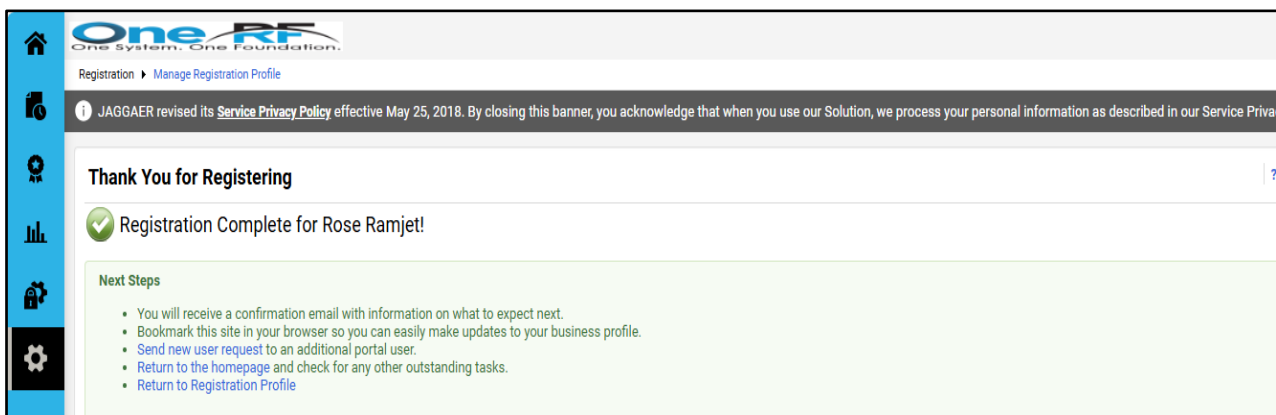 One RF
One System. One Foundation.
Registration Manage Registration Profile
JAGGAER revised its Service Privacy Policy effective May 25, 2018. By closing this banner, you acknowledge that when you use our Solution, we process your personal information as described in our Service Priva
Thank You for Registering
?
Registration Complete for Rose Ramjet!
Next Steps
• You will receive a confirmation email with information on what to expect next.
• Bookmark this site in your browser so you can easily make updates to your business profile.
• Send new user request to an additional portal user.
• Return to the homepage and check for any other outstanding tasks.
• Return to Registration Profile